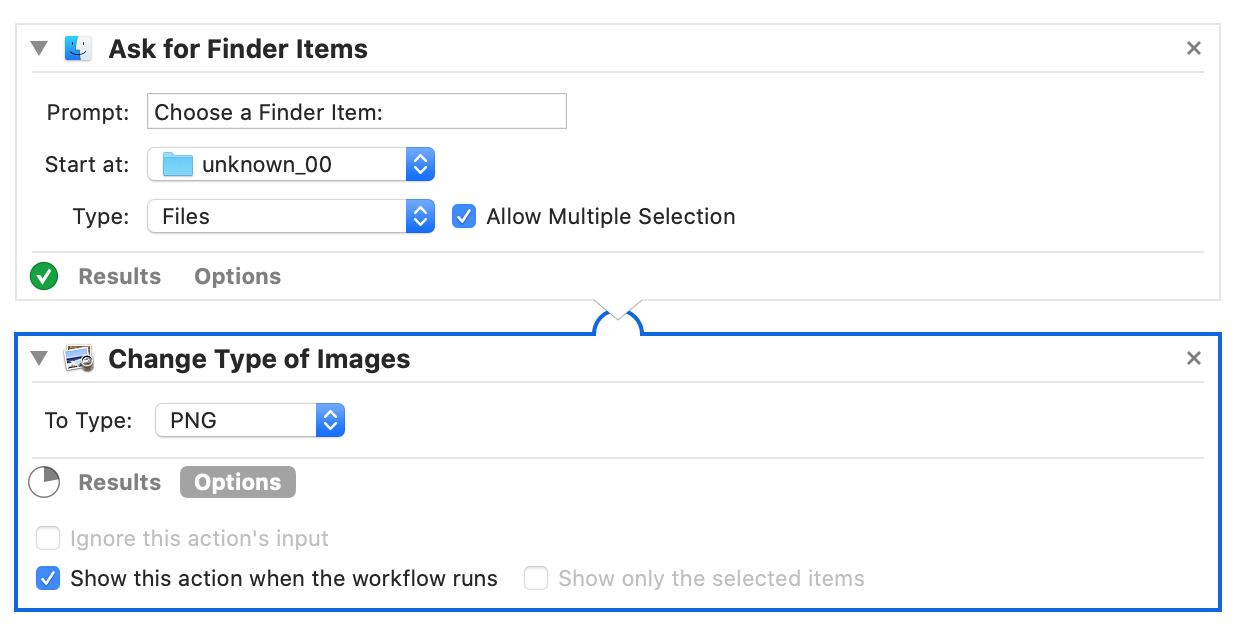 Ask for Finder Items
Prompt: Choose a Finder Item:
Start at: unknown_00
Type: Files Allow Multiple Selection
Results Options
Change Type of Images
To Type: PNG
Results Options
Ignore this action's input
Show this action when the workflow runs Show only the selected items